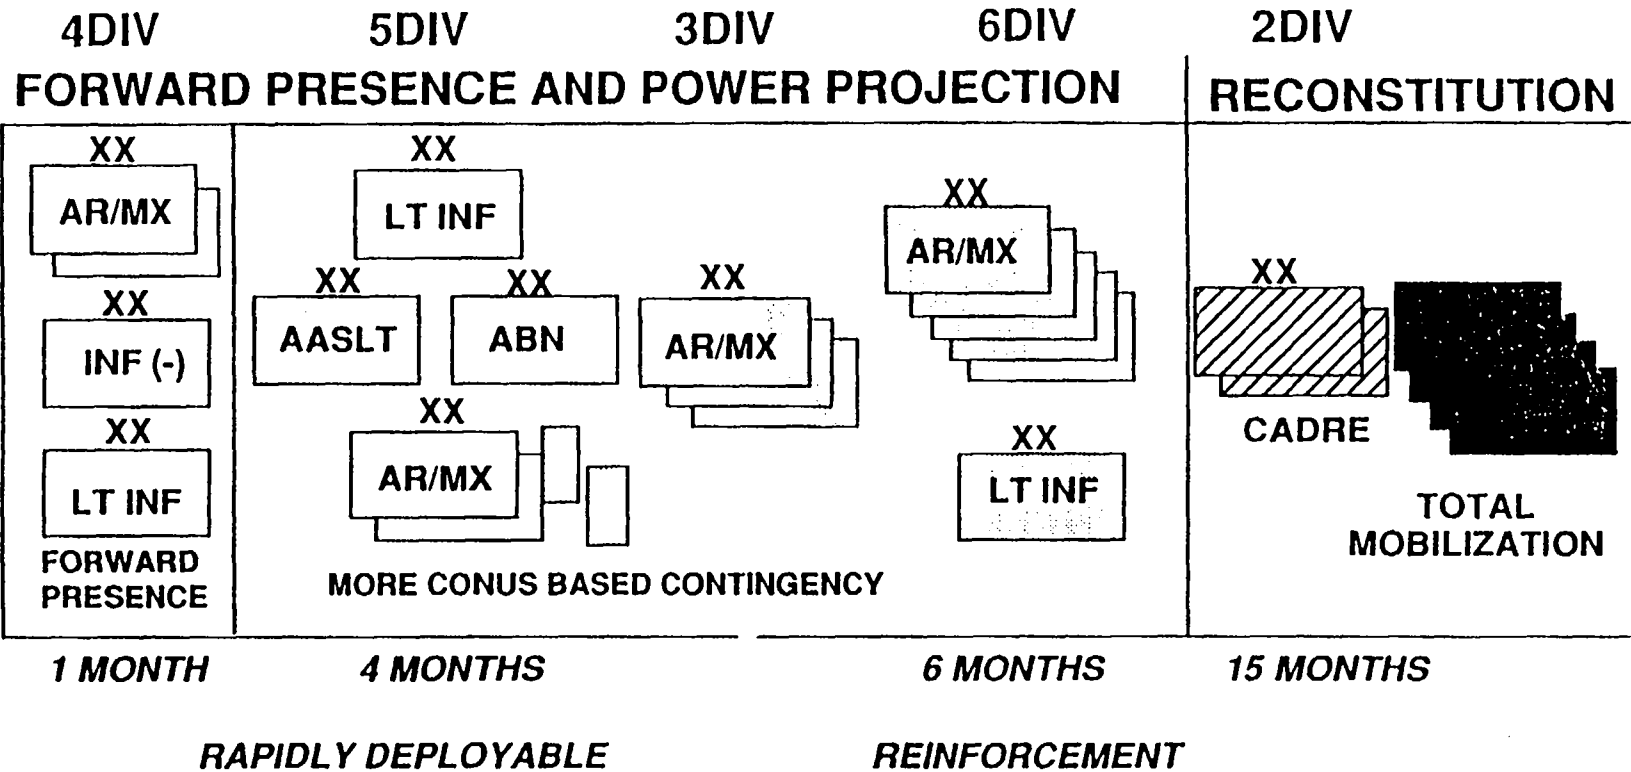 4DIV 5DIV 3DIV 6DIV 2DIV
FORWARD PRESENCE AND POWER PROJECTION RECONSTITUTION
XX
AR/MX
XX
INF (-)
XX
LT INF
FORWARD
PRESENCE
XX
LT INF
XX
AASLT
XX
ABN
XX
AR/MX
XX
AR/MX
MORE CONUS BASED CONTINGENCY
XX
AR/MX
XX
LT INF
XX
CADRE
TOTAL
MOBILIZATION
1 MONTH 4 MONTHS 6 MONTHS 15 MONTHS
RAPIDLY DEPLOYABLE REINFORCEMENT